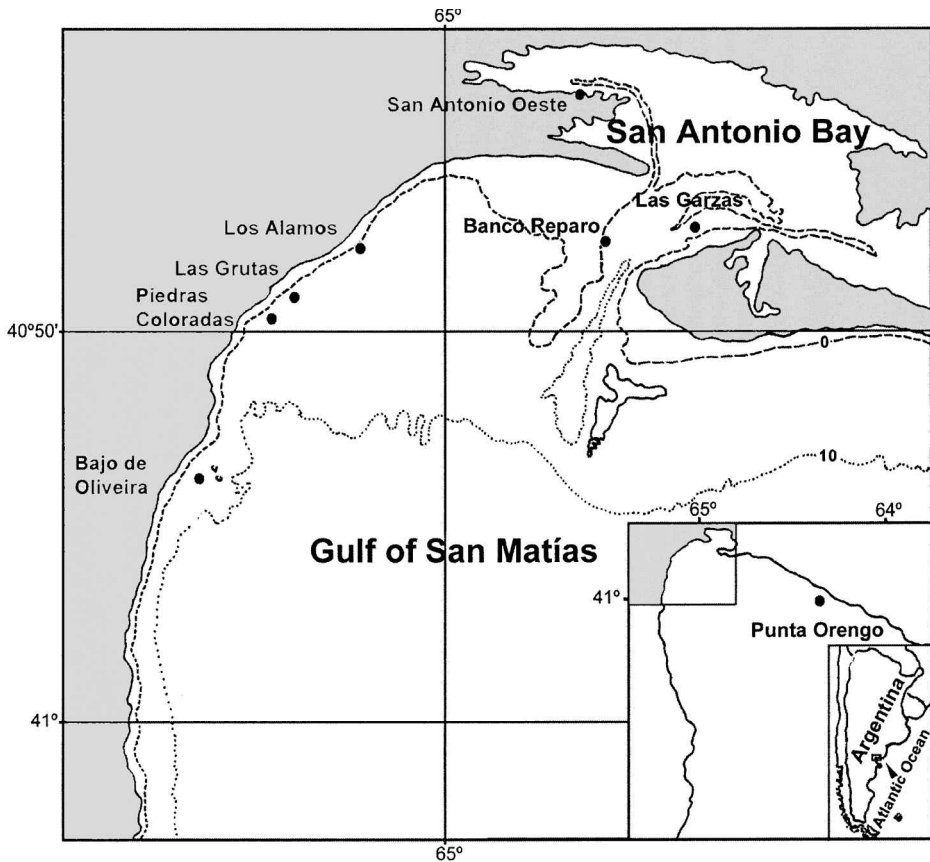 65º
San Antonio Oeste
San Antonio Bay
Las Garzas
Banco Reparo
Los Alamos
Las Grutas
Piedras
Coloradas
40º50'
0
Bajo de
Oliveira
10
Gulf of San Matías
65º
64º
41º
Punta Orengo
Argentina
Atlantic Ocean
41º
65º